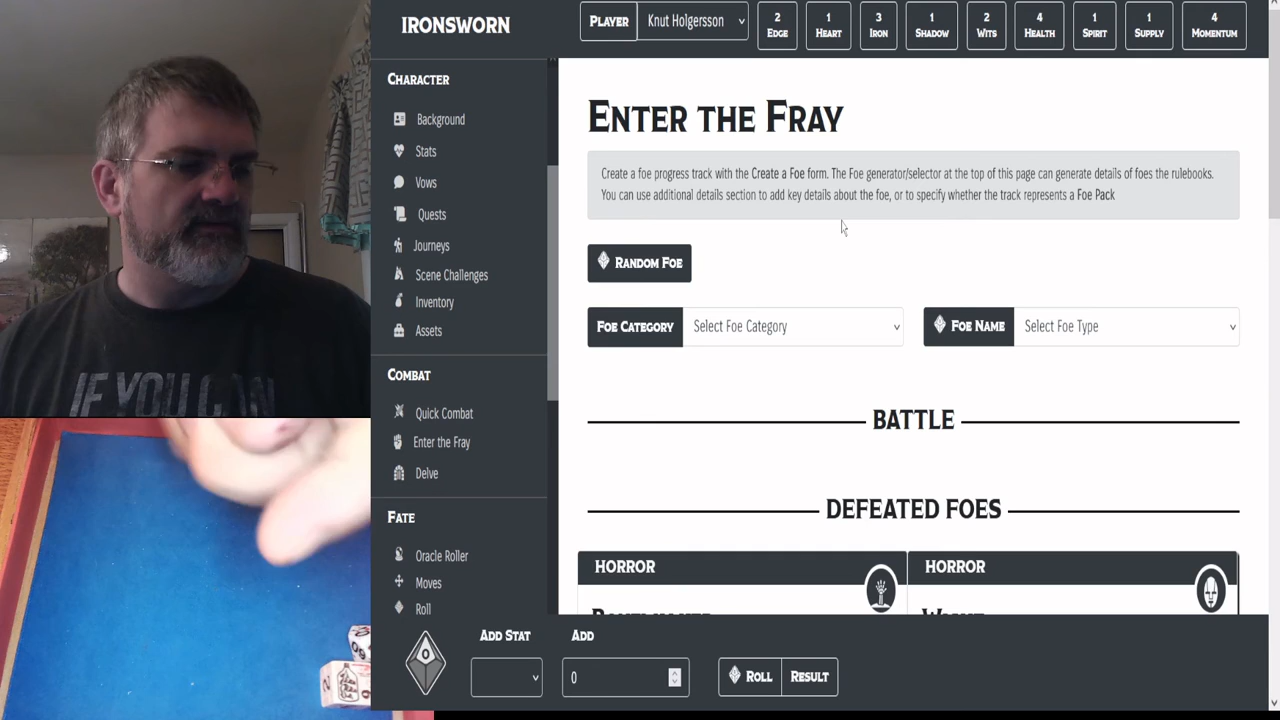 IRONSWORN
PLAYER
Knut Holgersson
2
EDGE
1
HEART
3
IRON
1
SHADOW
2
WITS
4
HEALTH
1
SPIRIT
1
SUPPLY
4
MOMENTUM
CHARACTER
Background
Stats
Vows
Quests
Journeys
Scene Challenges
Inventory
Assets
COMBAT
Quick Combat
Enter the Fray
Delve
FATE
Oracle Roller
Moves
Roll
ENTER THE FRAY
Create a foe progress track with the Create a Foe form. The Foe generator/selector at the top of this page can generate details of foes the rulebooks.
You can use additional details section to add key details about the foe, or to specify whether the track represents a Foe Pack
RANDOM FOE
FOE CATEGORY
Select Foe Category
FOE NAME
Select Foe Type
BATTLE
DEFEATED FOES
HORROR
HORROR
0
ADD STAT
ADD
0
ROLL
RESULT
IF YOU CAN